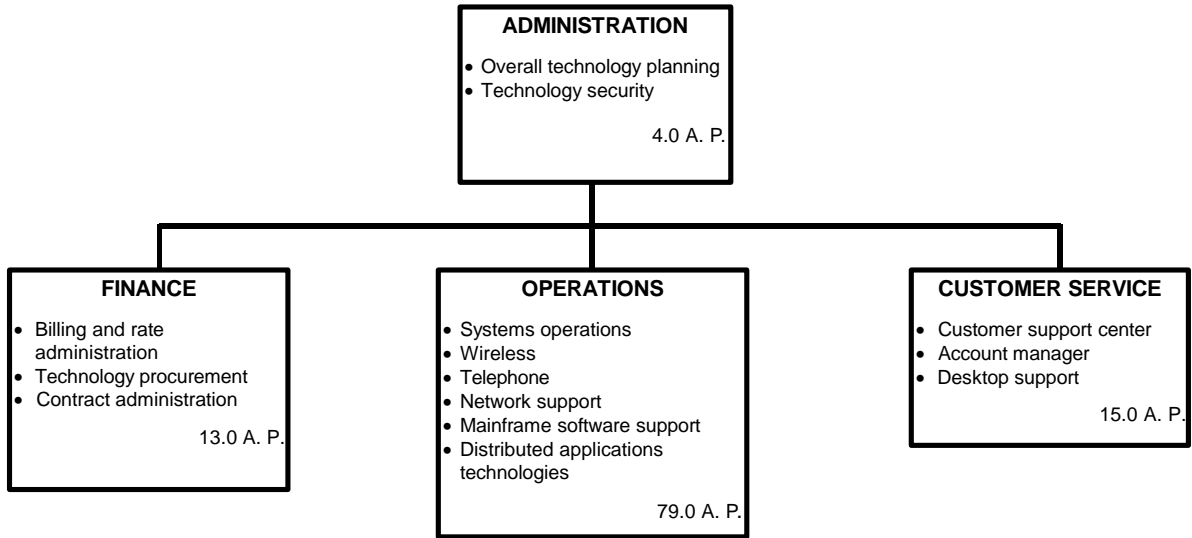 ADMINISTRATION
• Overall technology planning
• Technology security
4.0 A. P.
FINANCE
• Billing and rate
administration
• Technology procurement
• Contract administration
13.0 A. P.
OPERATIONS
• Systems operations
• Wireless
• Telephone
• Network support
• Mainframe software support
• Distributed applications
technologies
79.0 A. P.
CUSTOMER SERVICE
• Customer support center
• Account manager
• Desktop support
15.0 A. P.